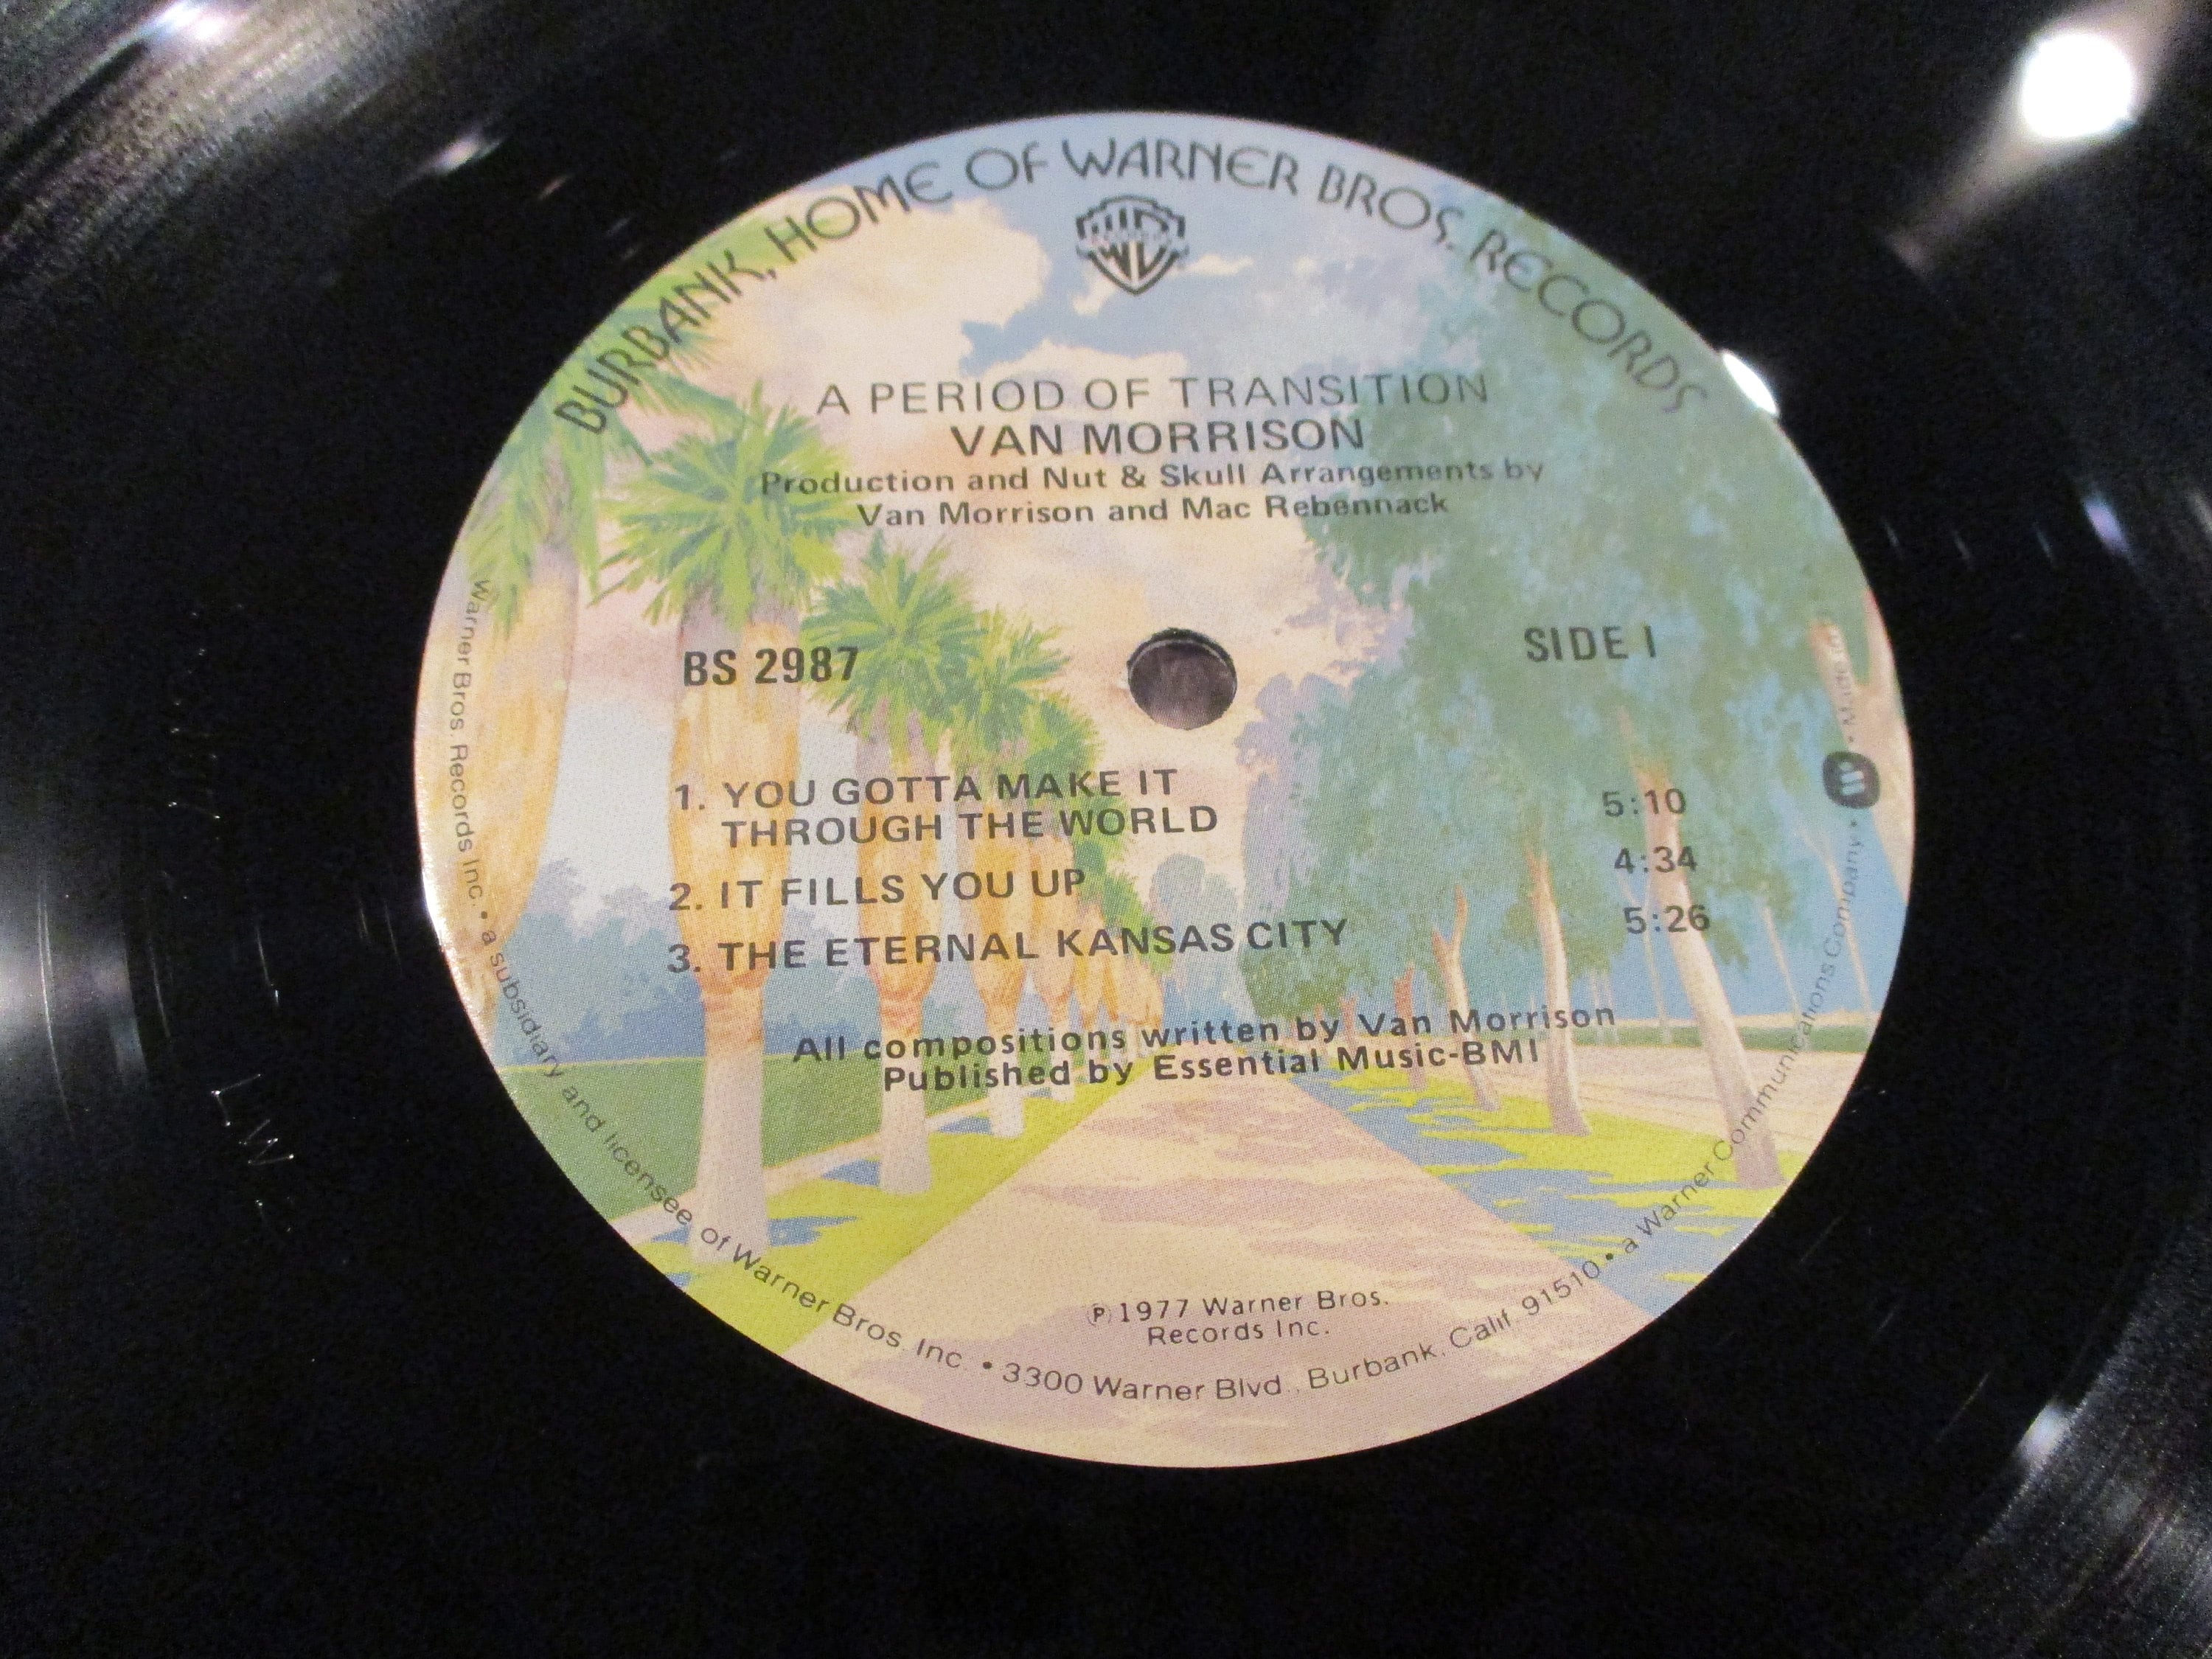 BURBANK, HOME OF WARNER BROS. RECORDS
A PERIOD OF TRANSITION
VAN MORRISON
Production and Nut & Skull Arrangements by
Van Morrison and Mac Rebennack
BS 2987
SIDE 1
1. YOU GOTTA MAKE IT 5:10
THROUGH THE WORLD
2. IT FILLS YOU UP 4:34
3. THE ETERNAL KANSAS CITY 5:26
All compositions written by Van Morrison
Published by Essential Music-BMI
℗ 1977 Warner Bros.
Records Inc.
Warner Bros. Records Inc. • a subsidiary and licensee of Warner Bros. Inc. • 3300 Warner Blvd., Burbank, Calif. 91510 • a Warner Communications Company •